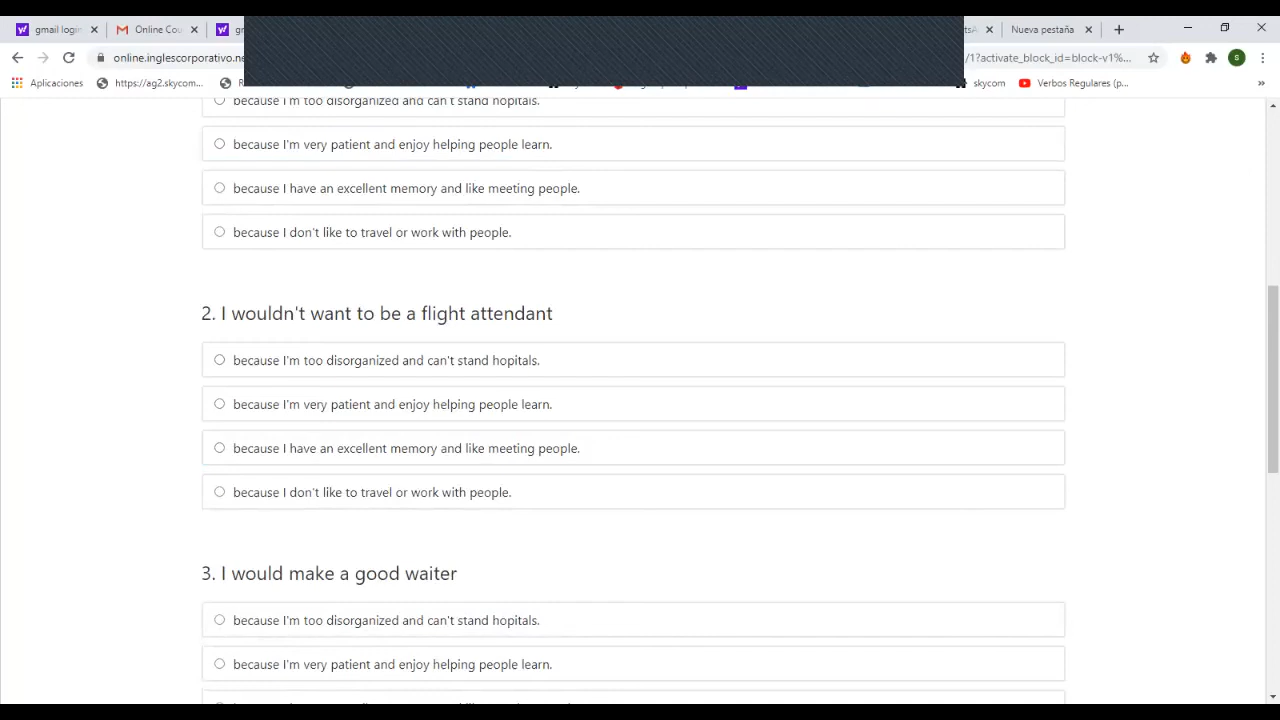 gmail login
Online Cou
Nueva pestaña
online.inglescorporativo.ne
/1?activate_block_id=block-v1%...
Aplicaciones
https://ag2.skycom...
skycom
Verbos Regulares (p...
because I'm too disorganized and can't stand hopitals.
because I'm very patient and enjoy helping people learn.
because I have an excellent memory and like meeting people.
because I don't like to travel or work with people.
2. I wouldn't want to be a flight attendant
because I'm too disorganized and can't stand hopitals.
because I'm very patient and enjoy helping people learn.
because I have an excellent memory and like meeting people.
because I don't like to travel or work with people.
3. I would make a good waiter
because I'm too disorganized and can't stand hopitals.
because I'm very patient and enjoy helping people learn.